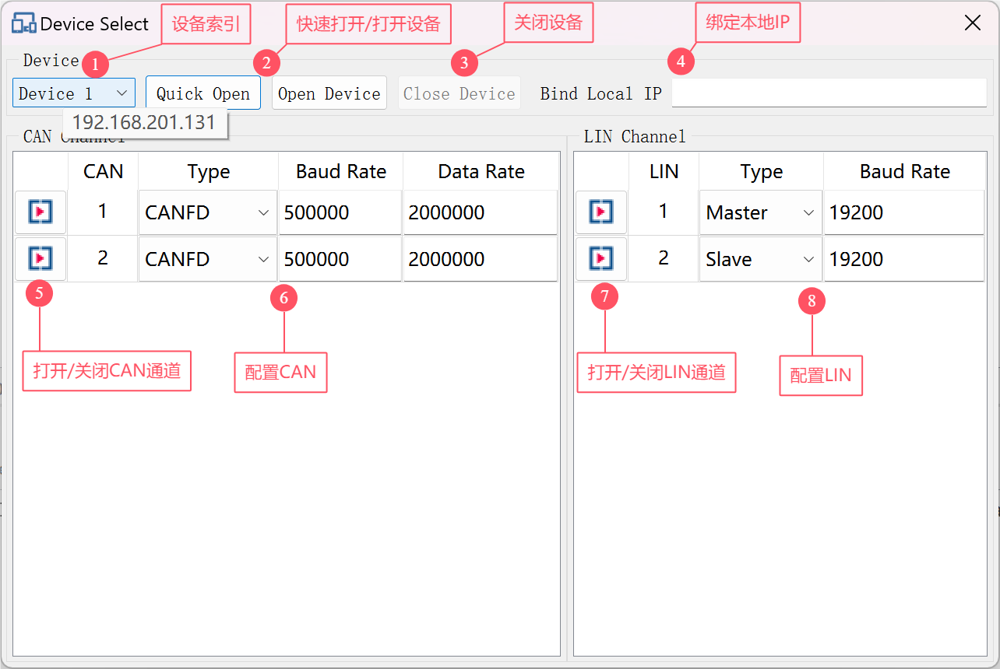 Device Select
设备索引
快速打开/打开设备
关闭设备
绑定本地IP
Device
1
2
3
4
Device 1
Quick Open
Open Device
Close Device
Bind Local IP
192.168.201.131
CAN Channel
LIN Channel
CAN Type Baud Rate Data Rate
1 CANFD 500000 2000000
2 CANFD 500000 2000000
LIN Type Baud Rate
1 Master 19200
2 Slave 19200
5
6
7
8
打开/关闭CAN通道
配置CAN
打开/关闭LIN通道
配置LIN